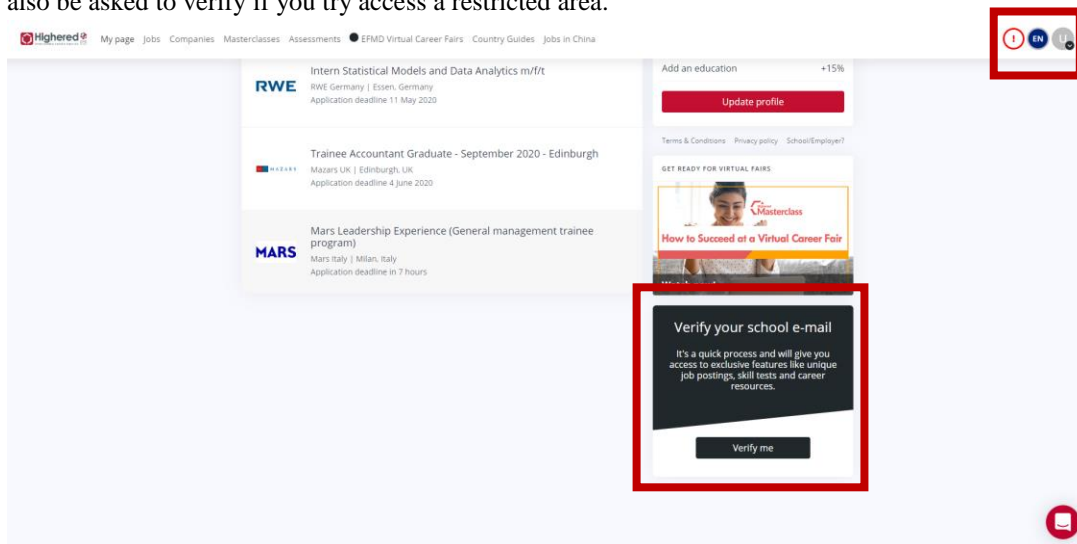 also be asked to verify if you try access a restricted area.
Highered My page Jobs Companies Masterclasses Assessments EFMD Virtual Career Fairs Country Guides Jobs in China
! EN U
RWE
Intern Statistical Models and Data Analytics m/f/t
RWE Germany | Essen, Germany
Application deadline 11 May 2020
MAZARS
Trainee Accountant Graduate - September 2020 - Edinburgh
Mazars UK | Edinburgh, UK
Application deadline 4 June 2020
MARS
Mars Leadership Experience (General management trainee
program)
Mars Italy | Milan, Italy
Application deadline in 7 hours
Add an education +15%
Update profile
Terms & Conditions Privacy policy School/Employer?
GET READY FOR VIRTUAL FAIRS
Masterclass
How to Succeed at a Virtual Career Fair
Verify your school e-mail
It's a quick process and will give you
access to exclusive features like unique
job postings, skill tests and career
resources.
Verify me